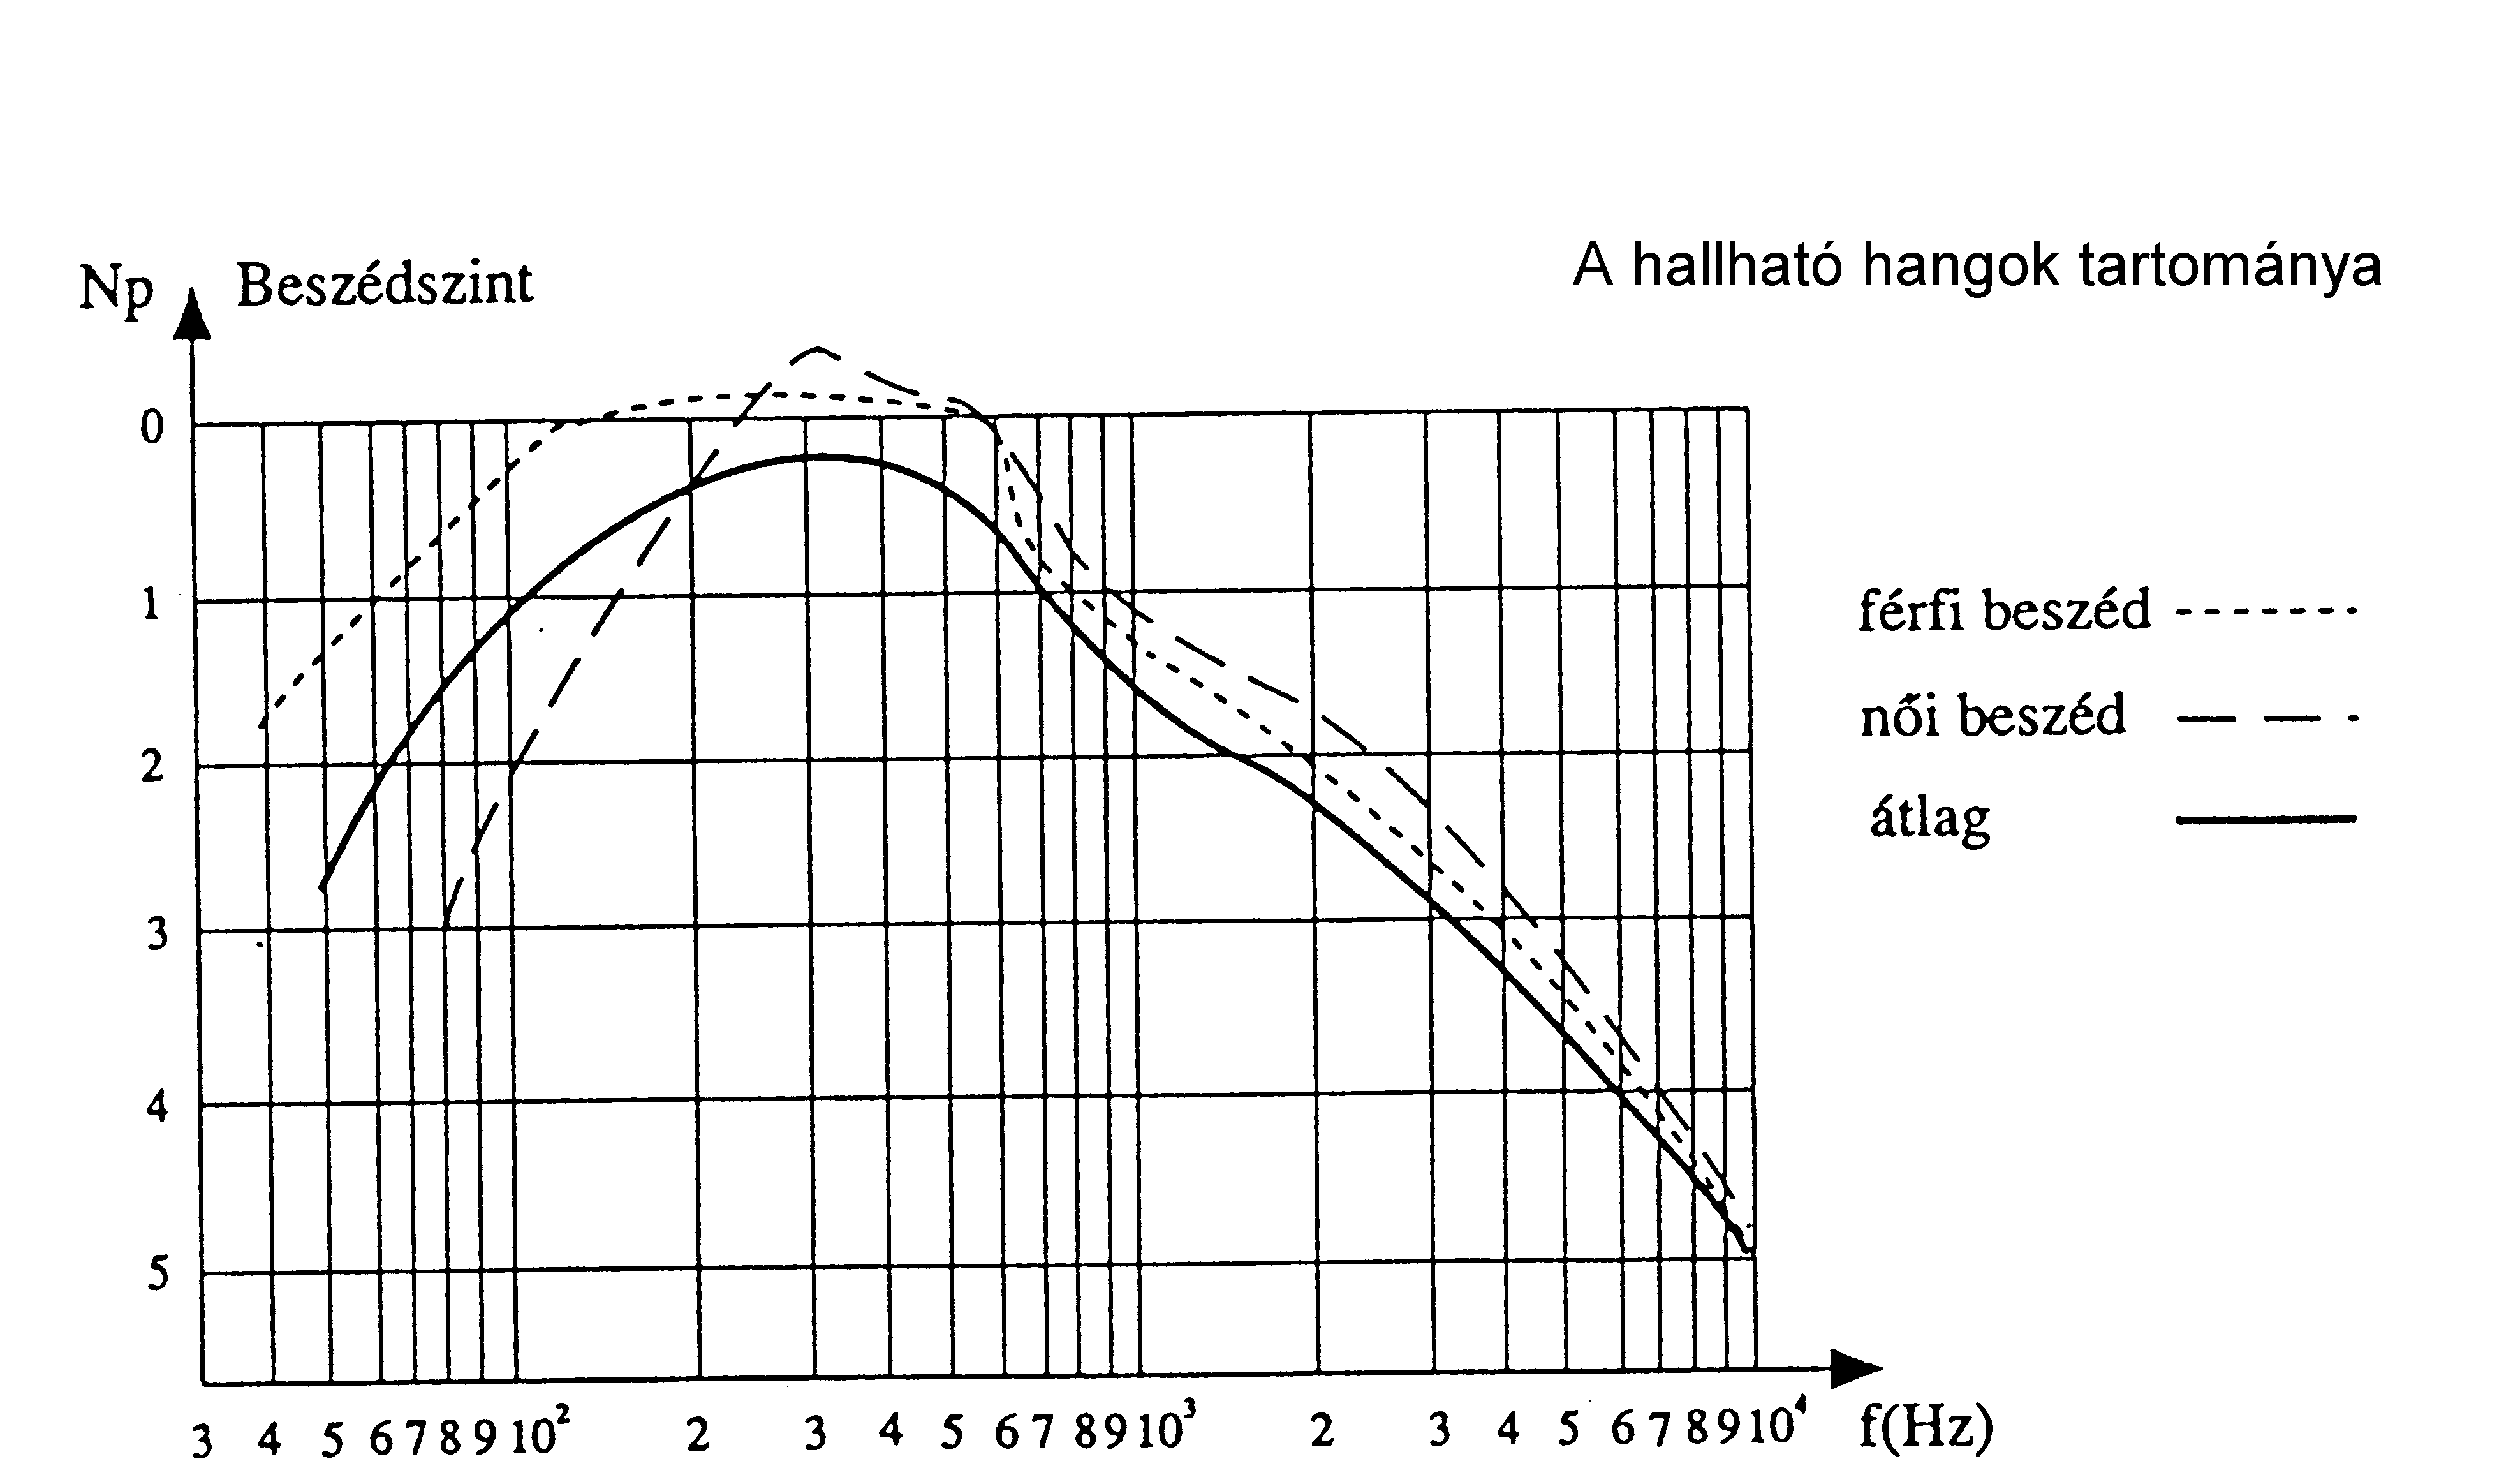 A hallható hangok tartománya
Np Beszédszint
0
1
2
3
4
5
férfi beszéd
női beszéd
átlag
3 4 5 6 7 8 9 10² 2 3 4 5 6 7 8 9 10³ 2 3 4 5 6 7 8 9 10⁴ f(Hz)